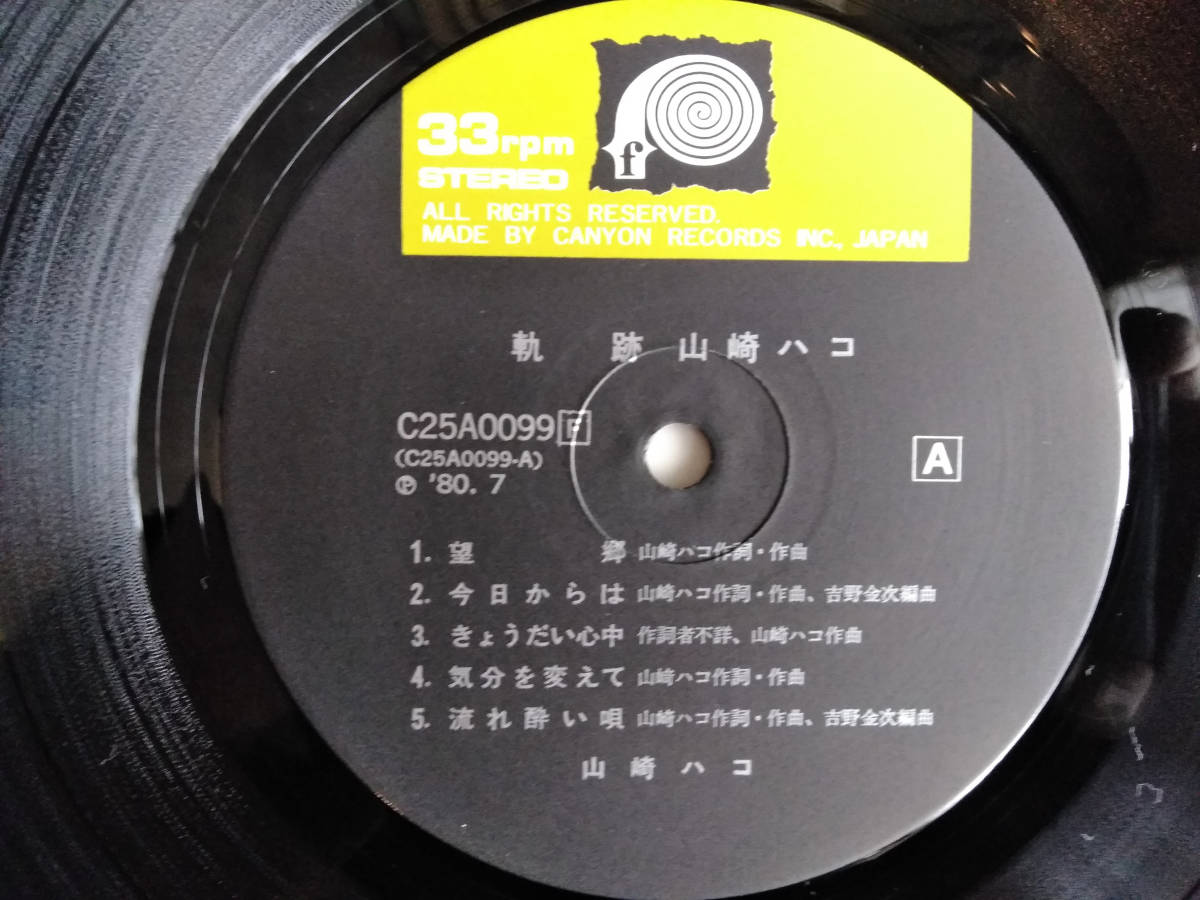 33rpm
STEREO
f
ALL RIGHTS RESERVED.
MADE BY CANYON RECORDS INC., JAPAN
軌 跡 山崎ハコ
C25A0099 F
(C25A0099-A)
A
℗ '80. 7
1. 望 郷 山崎ハコ作詞・作曲
2. 今日からは 山崎ハコ作詞・作曲、吉野金次編曲
3. きょうだい心中 作詞者不詳、山崎ハコ作曲
4. 気分を変えて 山崎ハコ作詞・作曲
5. 流れ酔い唄 山崎ハコ作詞・作曲、吉野金次編曲
山崎ハコ